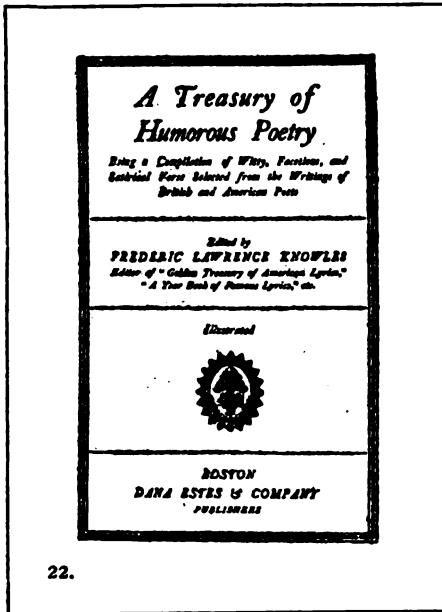 A Treasury of
Humorous Poetry
Being a Compilation of Witty, Facetious, and
Satirical Verse Selected from the Writings of
British and American Poets
Edited by
FREDERIC LAWRENCE KNOWLES
Editor of "Golden Treasury of American Lyrics,"
"A Year Book of Famous Lyrics," etc.
Illustrated
BOSTON
DANA ESTES & COMPANY
PUBLISHERS
22.